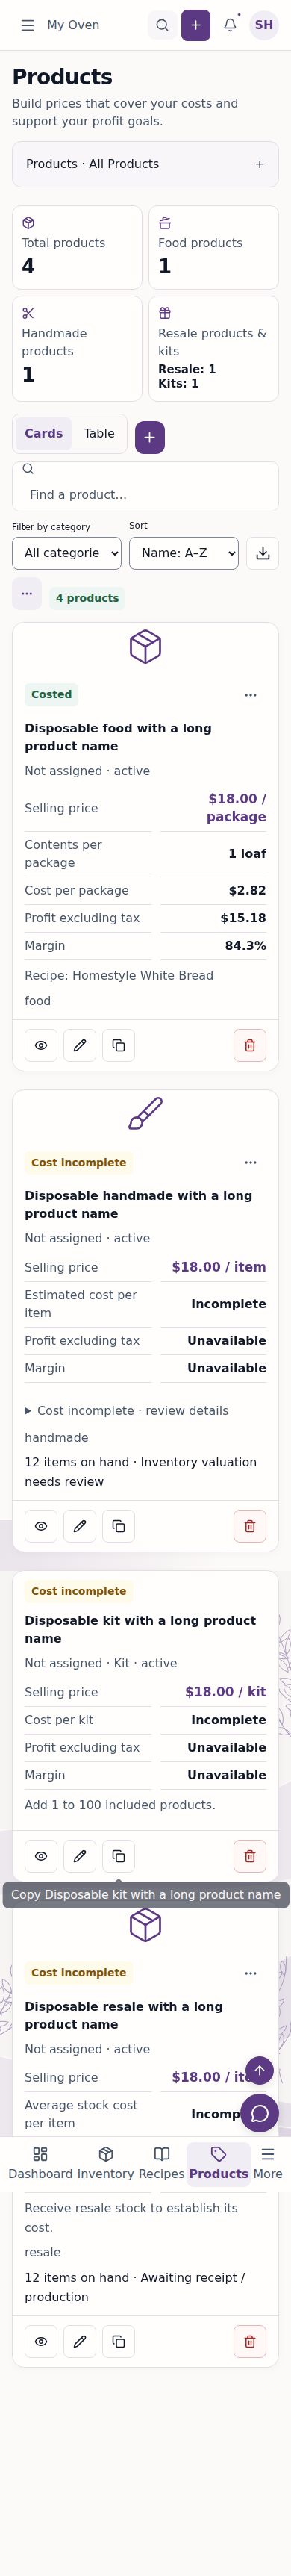 My Oven
SH
Products
Build prices that cover your costs and
support your profit goals.
Products · All Products
+
Total products
4
Food products
1
Handmade
products
1
Resale products &
kits
Resale: 1
Kits: 1
Cards
Table
+
Find a product...
Filter by category
Sort
All categorie
Name: A–Z
4 products
Costed
Disposable food with a long
product name
Not assigned · active
Selling price
$18.00 /
package
Contents per
package
1 loaf
Cost per package
$2.82
Profit excluding tax
$15.18
Margin
84.3%
Recipe: Homestyle White Bread
food
Cost incomplete
Disposable handmade with a long
product name
Not assigned · active
Selling price
$18.00 / item
Estimated cost per
item
Incomplete
Profit excluding tax
Unavailable
Margin
Unavailable
Cost incomplete · review details
handmade
12 items on hand · Inventory valuation
needs review
Cost incomplete
Disposable kit with a long product
name
Not assigned · Kit · active
Selling price
$18.00 / kit
Cost per kit
Incomplete
Profit excluding tax
Unavailable
Margin
Unavailable
Add 1 to 100 included products.
Copy Disposable kit with a long product name
Cost incomplete
Disposable resale with a long
product name
Not assigned · active
Selling price
$18.00 /
Average stock cost
per item
Dashboard
Inventory
Recipes
Products
More
Receive resale stock to establish its
cost.
resale
12 items on hand · Awaiting receipt /
production